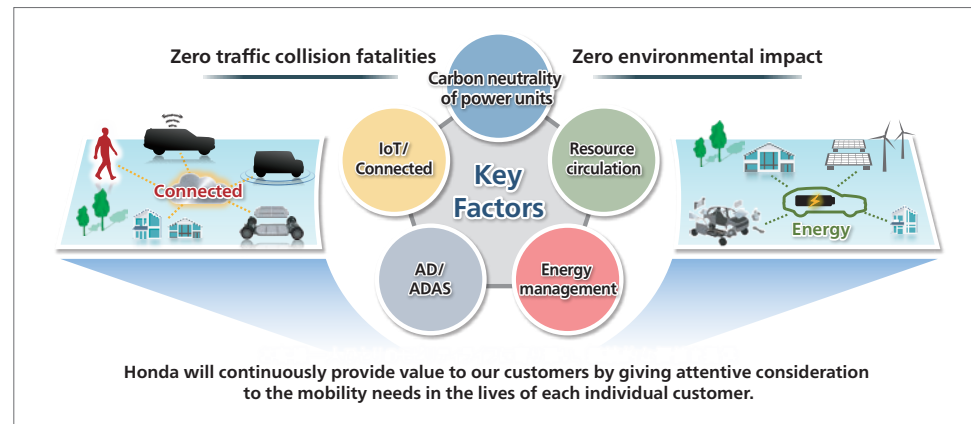 Zero traffic collision fatalities
Zero environmental impact
Carbon neutrality
of power units
IoT/
Connected
Resource
circulation
Key
Factors
Connected
Energy
AD/
ADAS
Energy
management
Honda will continuously provide value to our customers by giving attentive consideration
to the mobility needs in the lives of each individual customer.